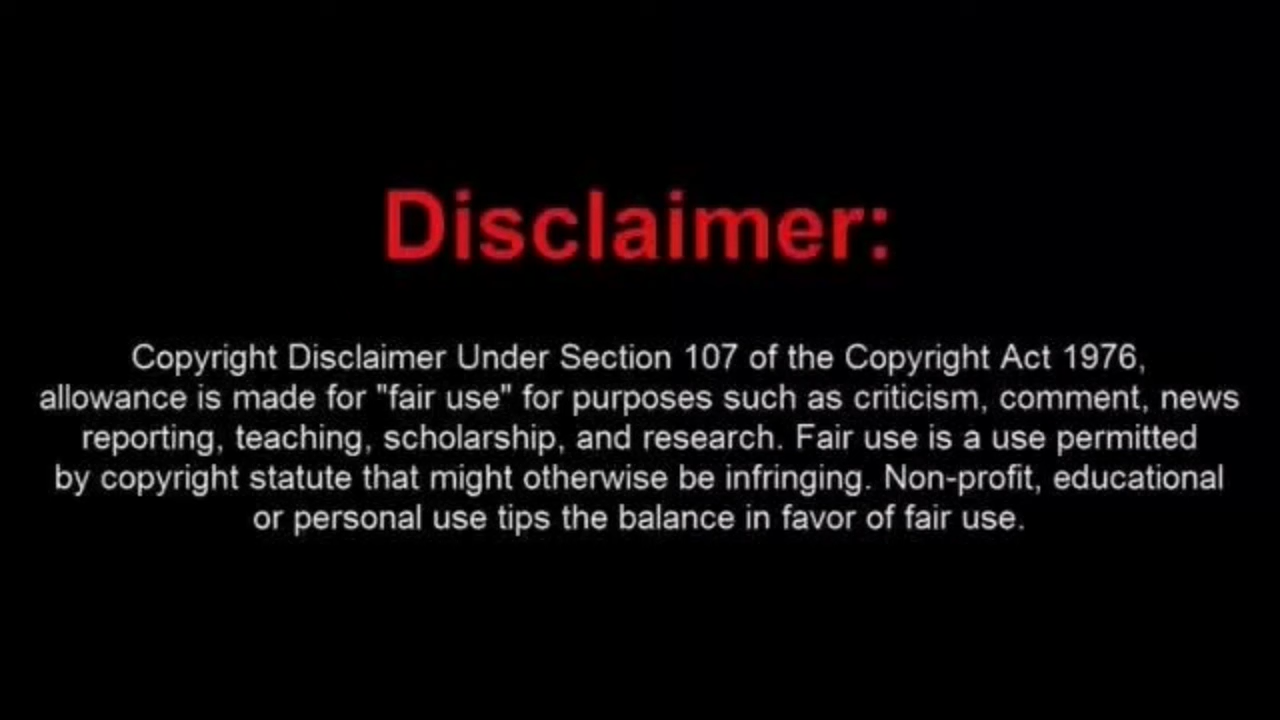 Disclaimer:
Copyright Disclaimer Under Section 107 of the Copyright Act 1976,
allowance is made for "fair use" for purposes such as criticism, comment, news
reporting, teaching, scholarship, and research. Fair use is a use permitted
by copyright statute that might otherwise be infringing. Non-profit, educational
or personal use tips the balance in favor of fair use.